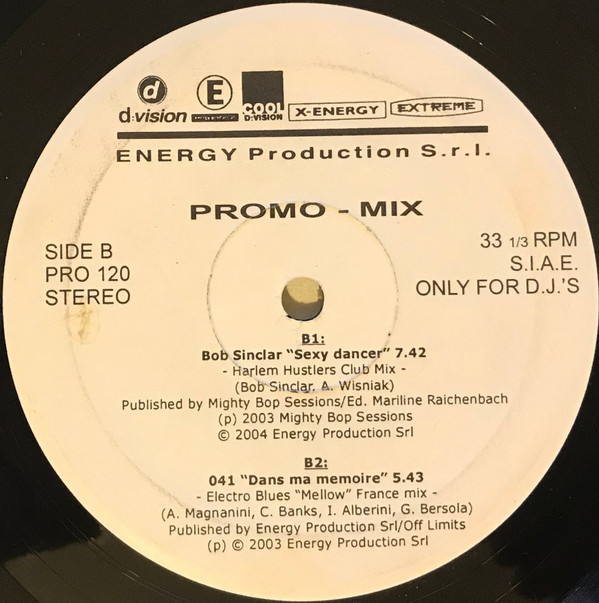 d
E
d:vision
COOL
D:VISION
X-ENERGY
EXTREME
ENERGY Production S.r.l.
PROMO - MIX
SIDE B
PRO 120
STEREO
33 1/3 RPM
S.I.A.E.
ONLY FOR D.J.'S
B1:
Bob Sinclar "Sexy dancer" 7.42
- Harlem Hustlers Club Mix -
(Bob Sinclar, A. Wisniak)
Published by Mighty Bop Sessions/Ed. Mariline Raichenbach
(p) 2003 Mighty Bop Sessions
© 2004 Energy Production Srl
B2:
041 "Dans ma memoire" 5.43
- Electro Blues "Mellow" France mix -
(A. Magnanini, C. Banks, I. Alberini, G. Bersola)
Published by Energy Production Srl/Off Limits
(p) © 2003 Energy Production Srl